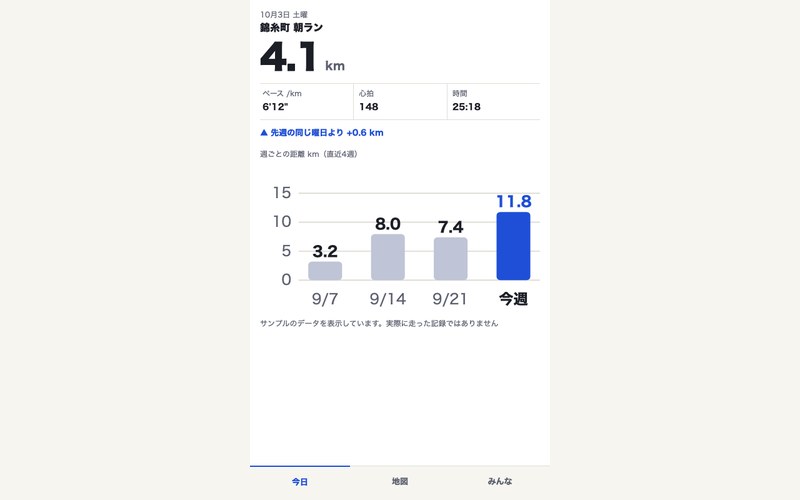 10月3日 土曜
錦糸町 朝ラン
4.1 km
ペース /km 心拍 時間
6'12" 148 25:18
▲ 先週の同じ曜日より +0.6 km
週ごとの距離 km（直近4週）
15
10
5
0
3.2 8.0 7.4 11.8
9/7 9/14 9/21 今週
サンプルのデータを表示しています。実際に走った記録ではありません
今日 地図 みんな